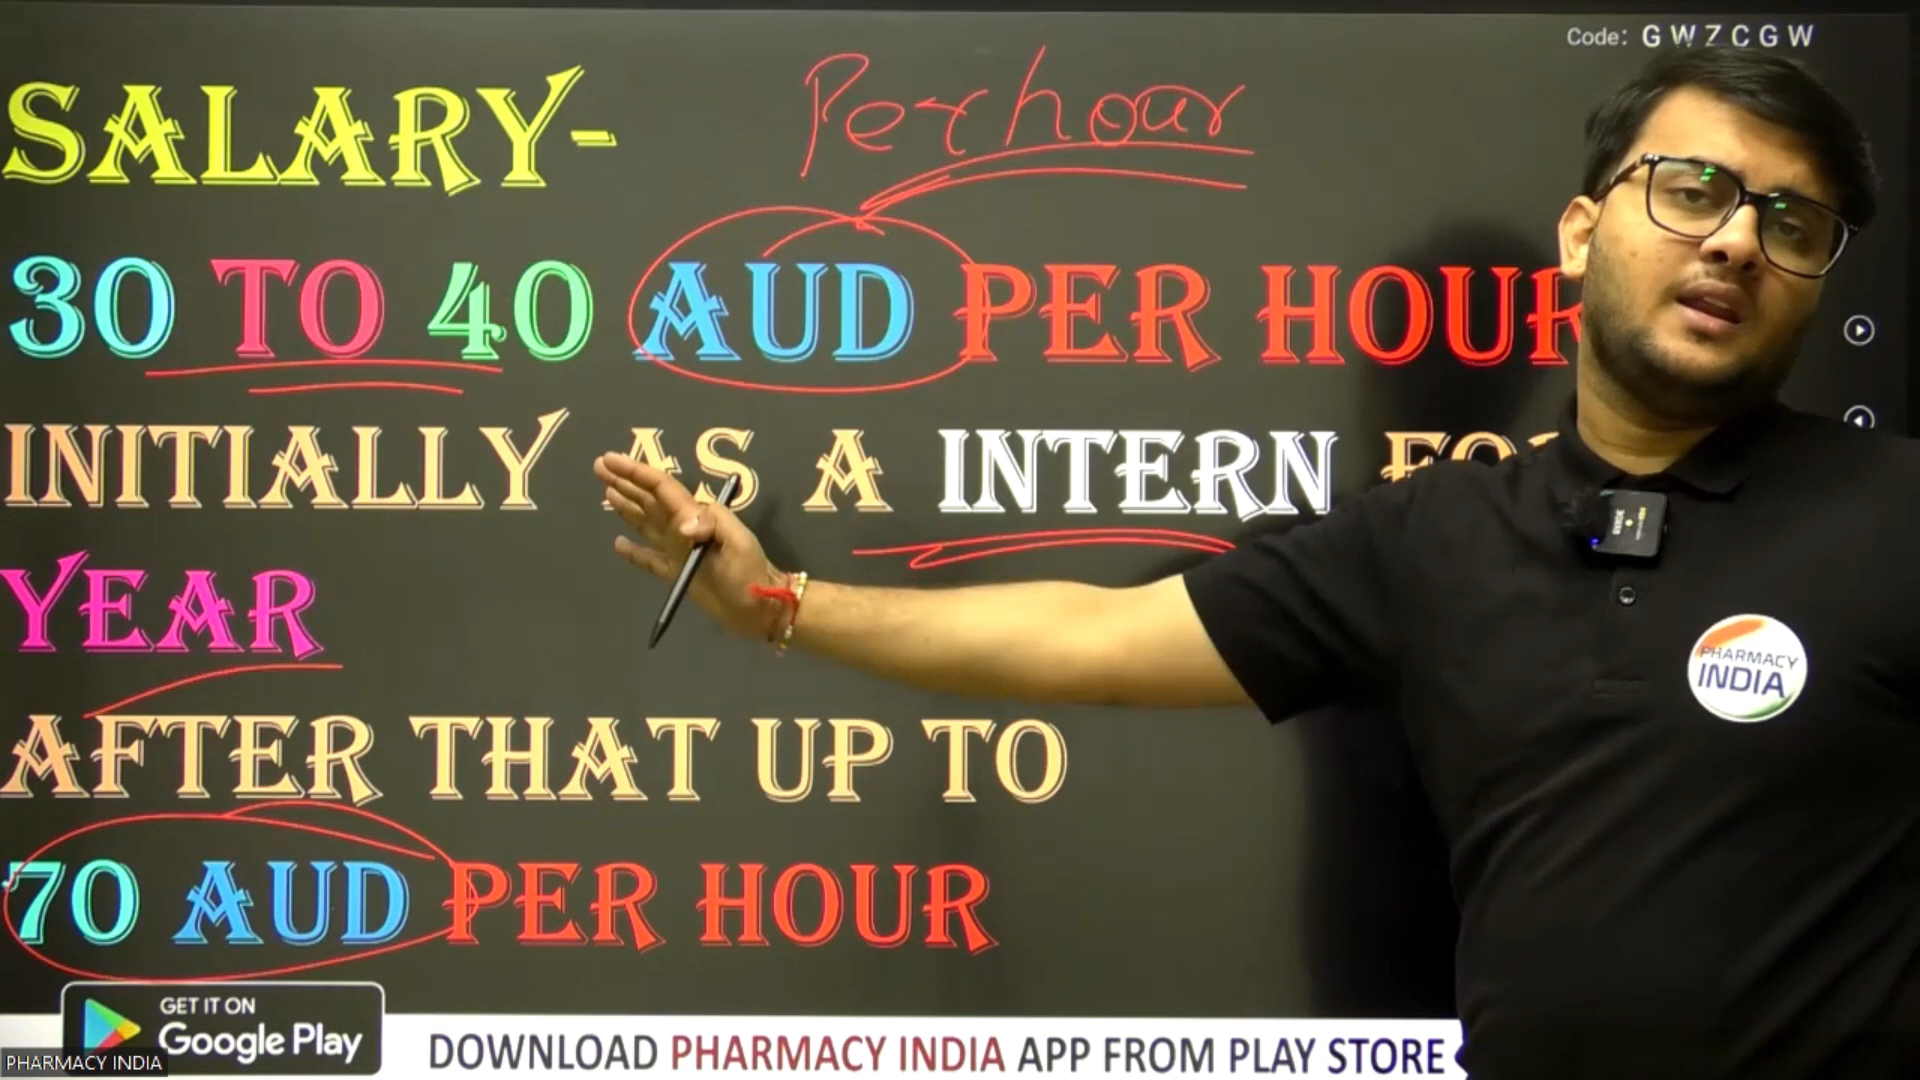 Code: GWZCGW
SALARY-
Per hour
30 TO 40 AUD PER HOUR
INITIALLY AS A INTERN
YEAR
AFTER THAT UP TO
70 AUD PER HOUR
PHARMACY
INDIA
GET IT ON
Google Play
PHARMACY INDIA
DOWNLOAD PHARMACY INDIA APP FROM PLAY STORE